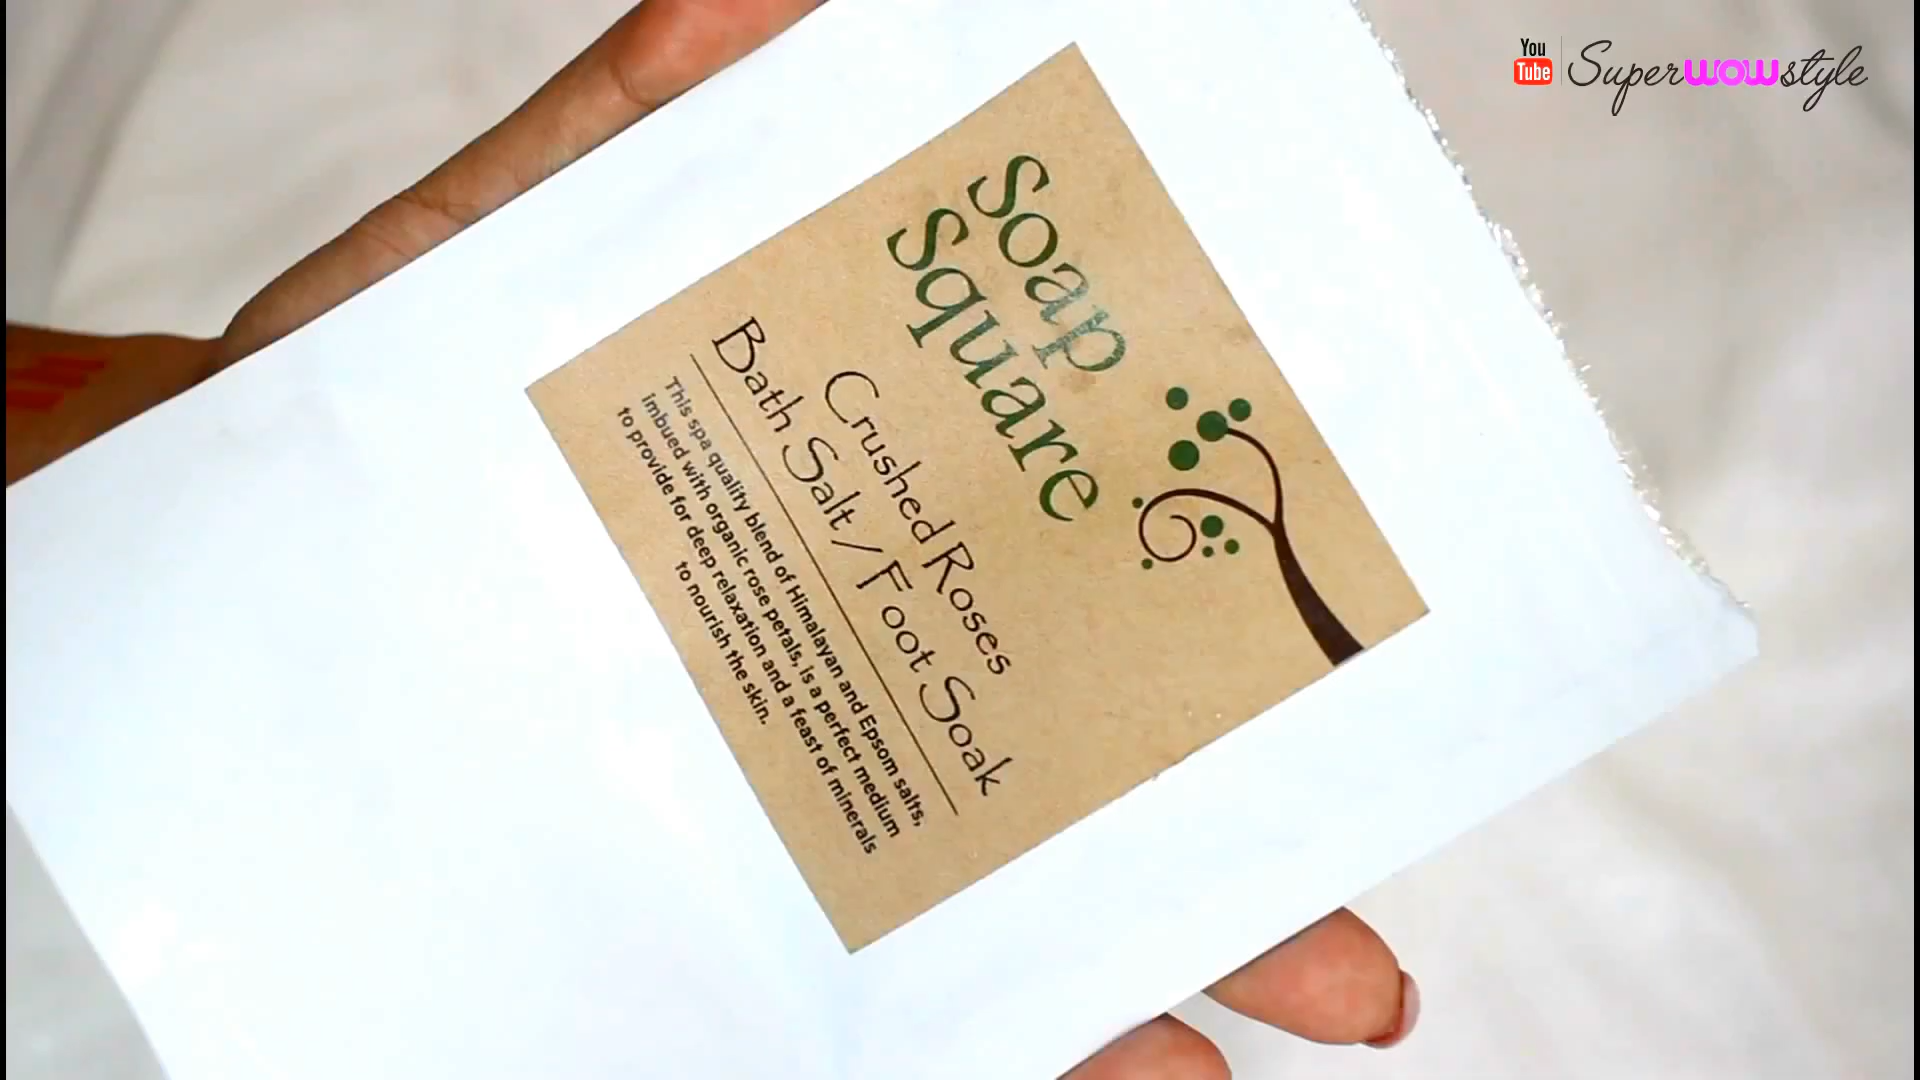 You
Tube
Superwowstyle
Soap
Square
Crushed Roses
Bath Salt / Foot Soak
This spa quality blend of Himalayan and Epsom salts,
imbued with organic rose petals, is a perfect medium
to provide for deep relaxation and a feast of minerals
to nourish the skin.